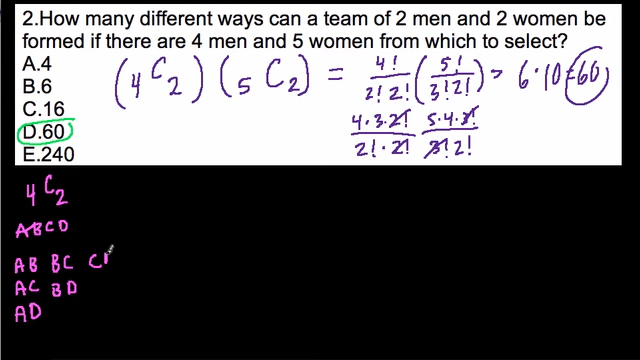 2.How many different ways can a team of 2 men and 2 women be
formed if there are 4 men and 5 women from which to select?
A.4
B.6
C.16
D.60
E.240
(4C2)(5C2) = 4!/2!2! (5!/3!2!) = 6·10=60
4·3·2!/2!·2! 5·4·3!/3!2!
4C2
ABCD
AB BC
AC BD
AD